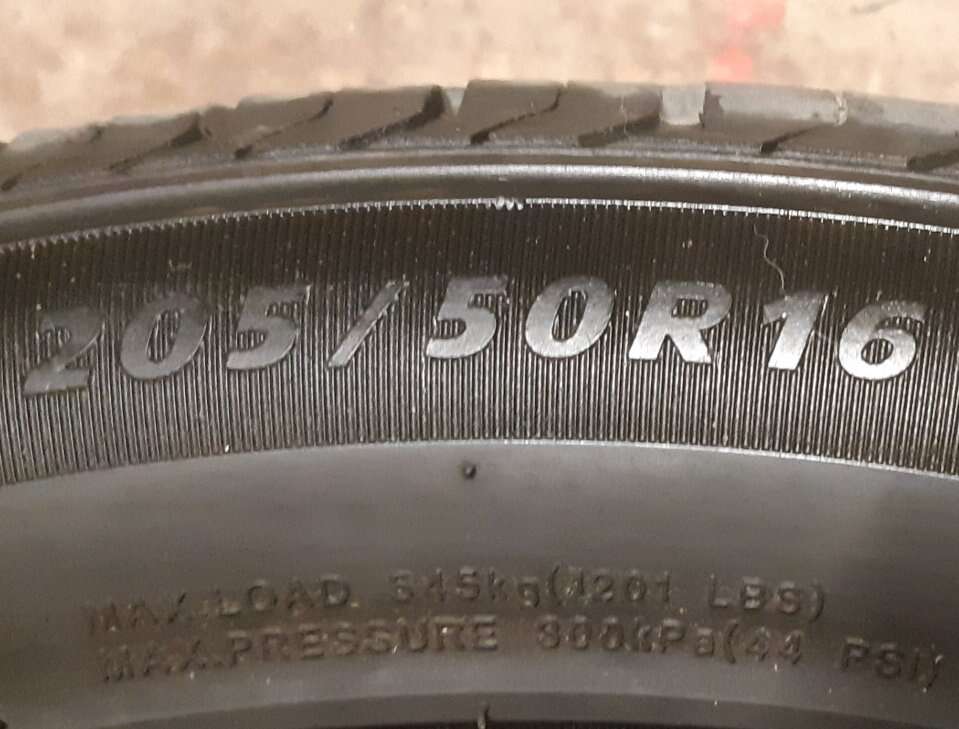 205/50R16
MAX.LOAD 545kg(1201 LBS)
MAX.PRESSURE 300kPa(44 PSI)